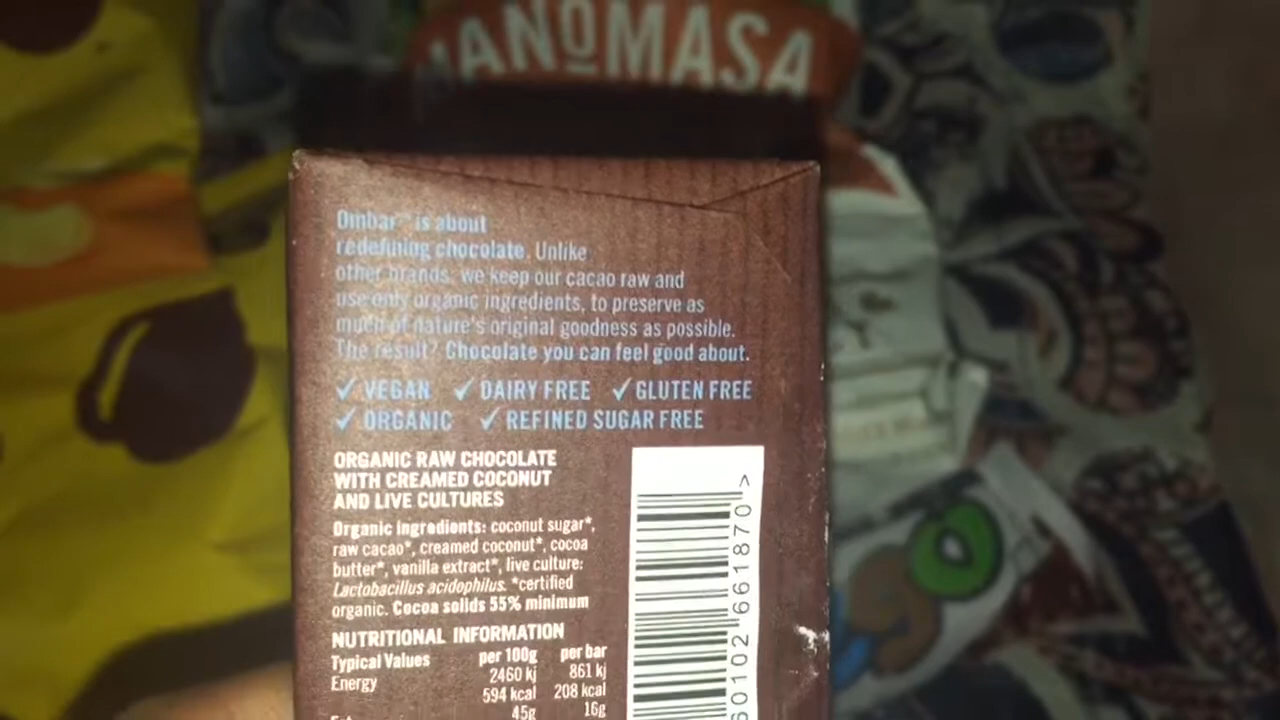 MANOMASA
Ombar™ is about
redefining chocolate. Unlike
other brands, we keep our cacao raw and
use only organic ingredients, to preserve as
much of nature's original goodness as possible.
The result? Chocolate you can feel good about.
✓ VEGAN ✓ DAIRY FREE ✓ GLUTEN FREE
✓ ORGANIC ✓ REFINED SUGAR FREE
ORGANIC RAW CHOCOLATE
WITH CREAMED COCONUT
AND LIVE CULTURES
Organic ingredients: coconut sugar*,
raw cacao*, creamed coconut*, cocoa
butter*, vanilla extract*, live culture:
Lactobacillus acidophilus. *certified
organic. Cocoa solids 55% minimum
NUTRITIONAL INFORMATION
Typical Values per 100g per bar
Energy 2460 kj 861 kj
594 kcal 208 kcal
45g 16g
60102 661870 >